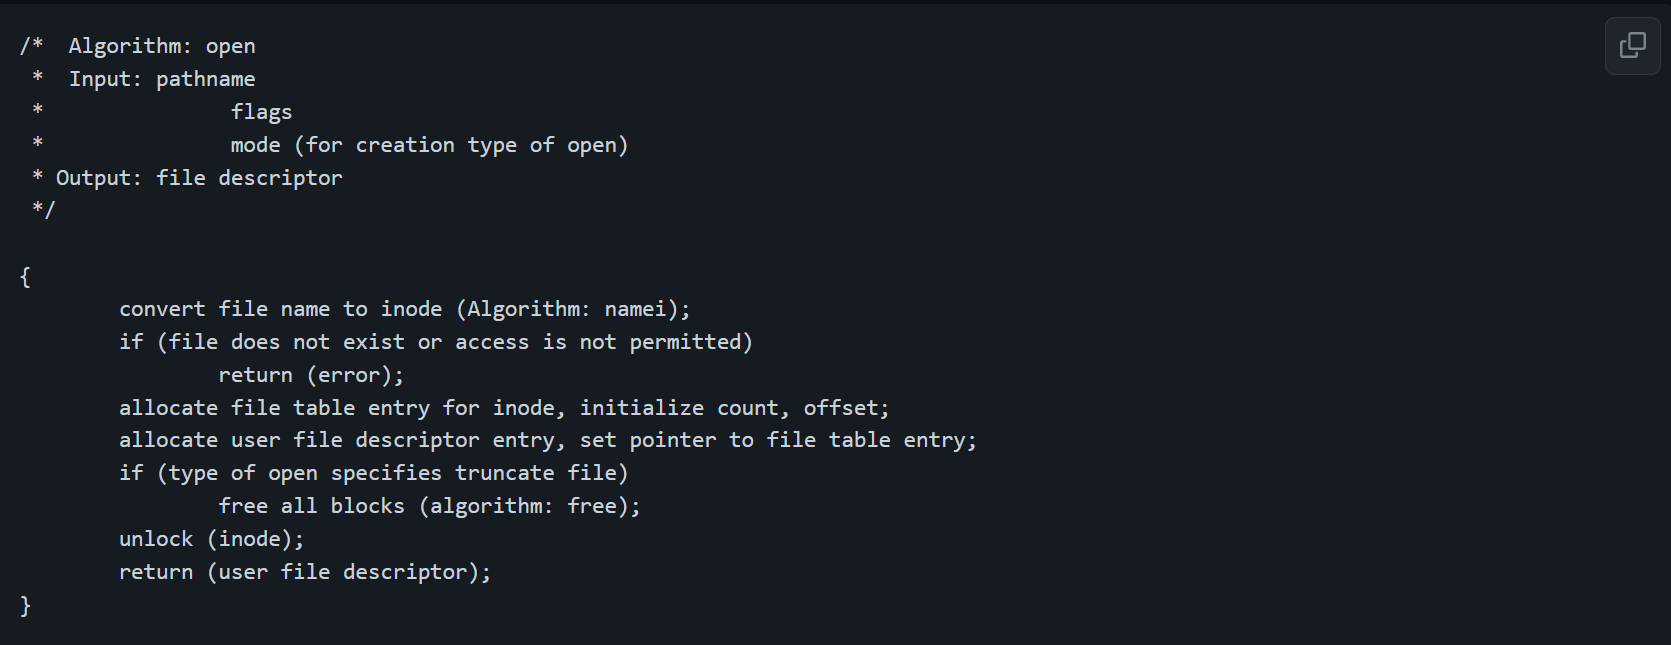 /*  Algorithm: open
 *  Input: pathname
 *               flags
 *               mode (for creation type of open)
 * Output: file descriptor
 */

{
        convert file name to inode (Algorithm: namei);
        if (file does not exist or access is not permitted)
                return (error);
        allocate file table entry for inode, initialize count, offset;
        allocate user file descriptor entry, set pointer to file table entry;
        if (type of open specifies truncate file)
                free all blocks (algorithm: free);
        unlock (inode);
        return (user file descriptor);
}